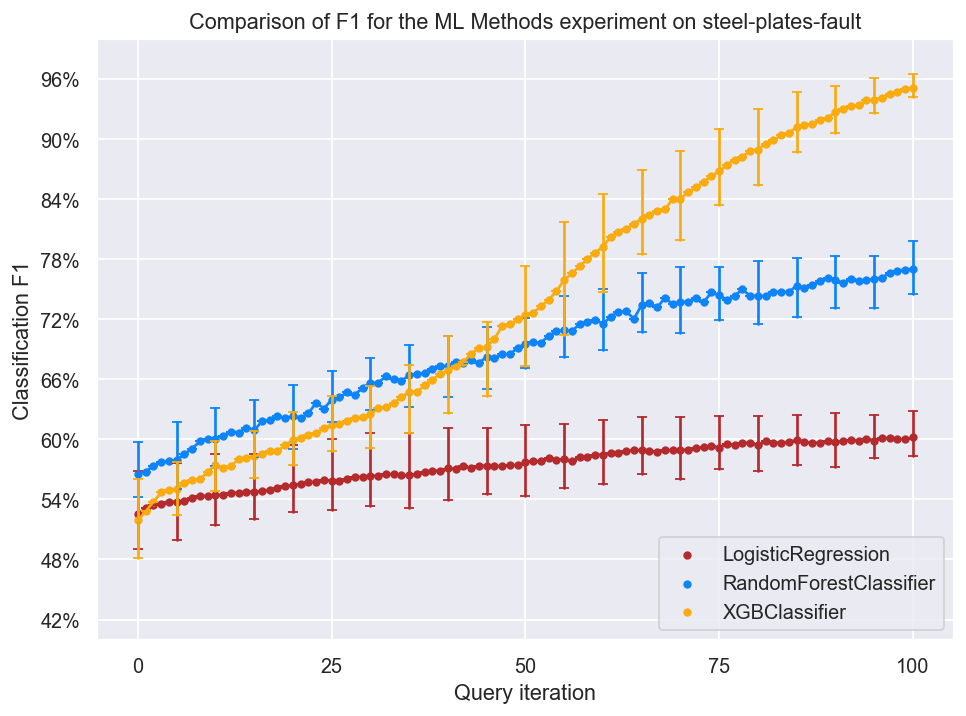 Comparison of F1 for the ML Methods experiment on steel-plates-fault
96%
90%
84%
78%
72%
66%
60%
54%
48%
42%
Classification F1
0 25 50 75 100
Query iteration
LogisticRegression
RandomForestClassifier
XGBClassifier